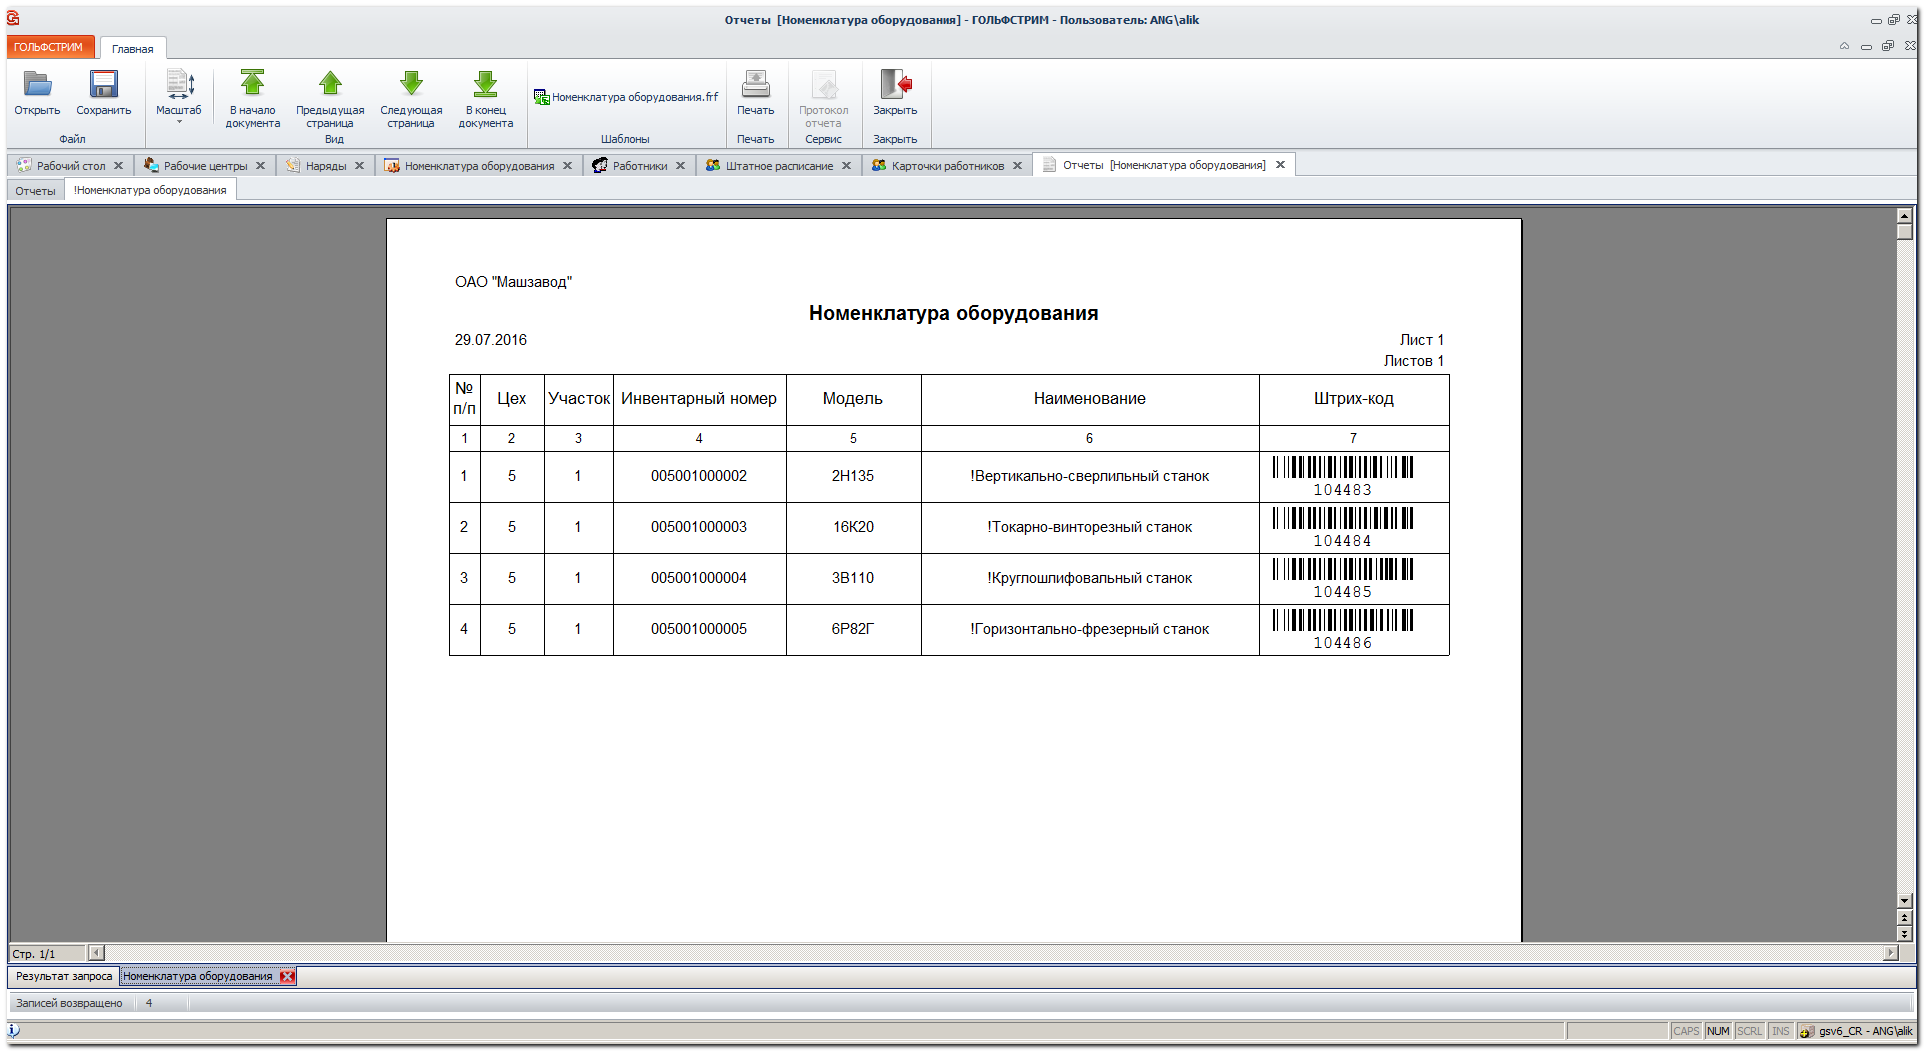 Отчеты [Номенклатура оборудования] - ГОЛЬФСТРИМ - Пользователь: ANG\alik
ГОЛЬФСТРИМ Главная
Открыть Сохранить Масштаб В начало документа Предыдущая страница Следующая страница В конец документа Номенклатура оборудования.frf Печать Протокол отчета Закрыть
Файл Вид Шаблоны Печать Сервис Закрыть
Рабочий стол Рабочие центры Наряды Номенклатура оборудования Работники Штатное расписание Карточки работников Отчеты [Номенклатура оборудования]
Отчеты !Номенклатура оборудования
ОАО "Машзавод"
Номенклатура оборудования
29.07.2016 Лист 1
Листов 1
№ п/п Цех Участок Инвентарный номер Модель Наименование Штрих-код
1 2 3 4 5 6 7
1 5 1 005001000002 2Н135 !Вертикально-сверлильный станок 104483
2 5 1 005001000003 16К20 !Токарно-винторезный станок 104484
3 5 1 005001000004 3В110 !Круглошлифовальный станок 104485
4 5 1 005001000005 6Р82Г !Горизонтально-фрезерный станок 104486
Стр. 1/1
Результат запроса Номенклатура оборудования
Записей возвращено 4
CAPS NUM SCRL INS gsv6_CR - ANG\alik